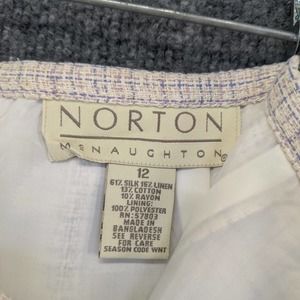 NORTON
McNAUGHTON®
12
61% SILK 16% LINEN
13% COTTON
10% RAYON
LINING:
100% POLYESTER
RN: 57803
MADE IN
BANGLADESH
SEE REVERSE
FOR CARE
SEASON CODE WNT